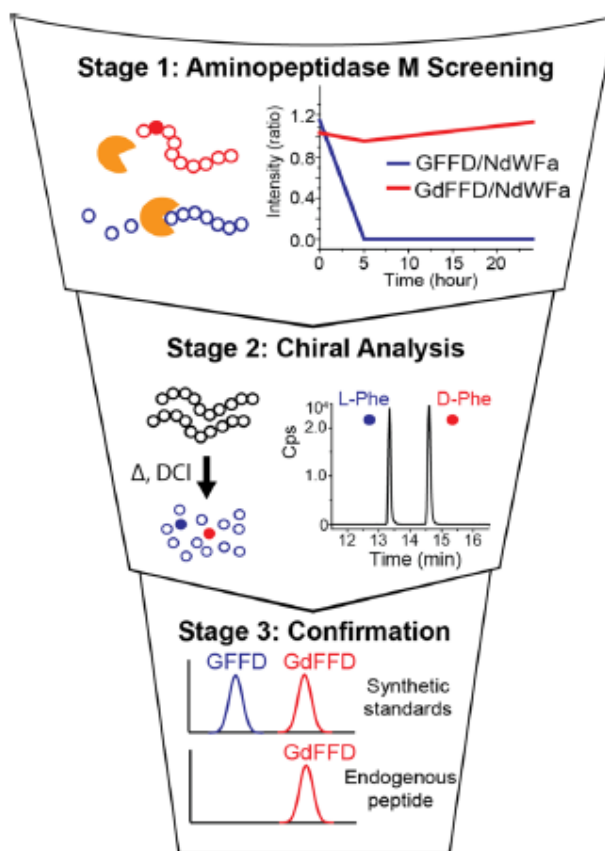 Stage 1: Aminopeptidase M Screening
Intensity (ratio)
1.2
0.8
0.4
0.0
GFFD/NdWFa
GdFFD/NdWFa
0 5 10 15 20
Time (hour)
Stage 2: Chiral Analysis
Δ, DCl
L-Phe D-Phe
Cps
10⁴
2.0
1.0
0
12 13 14 15 16
Time (min)
Stage 3: Confirmation
GFFD GdFFD
Synthetic
standards
GdFFD
Endogenous
peptide